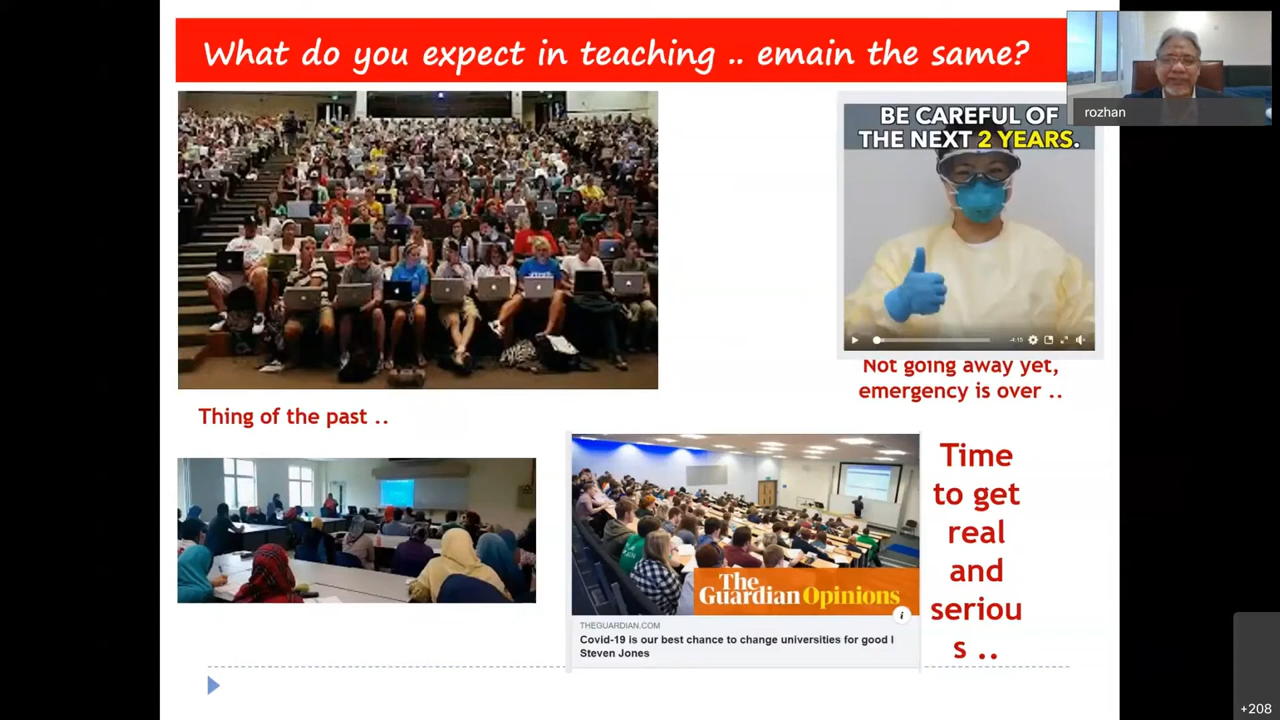 What do you expect in teaching .. emain the same?
rozhan
BE CAREFUL OF
THE NEXT 2 YEARS.
-4:15
Not going away yet,
emergency is over ..
Thing of the past ..
Time
to get
real
and
seriou
s ..
The
Guardian Opinions
i
THEGUARDIAN.COM
Covid-19 is our best chance to change universities for good |
Steven Jones
+208